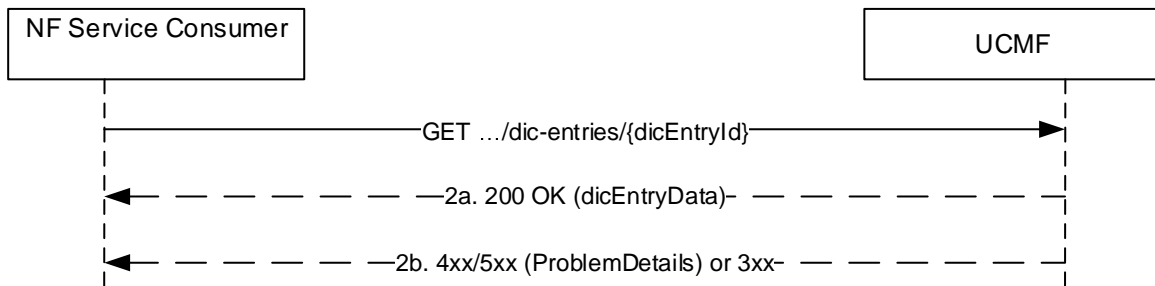 NF Service Consumer
UCMF
GET …/dic-entries/{dicEntryId}
2a. 200 OK (dicEntryData)
2b. 4xx/5xx (ProblemDetails) or 3xx